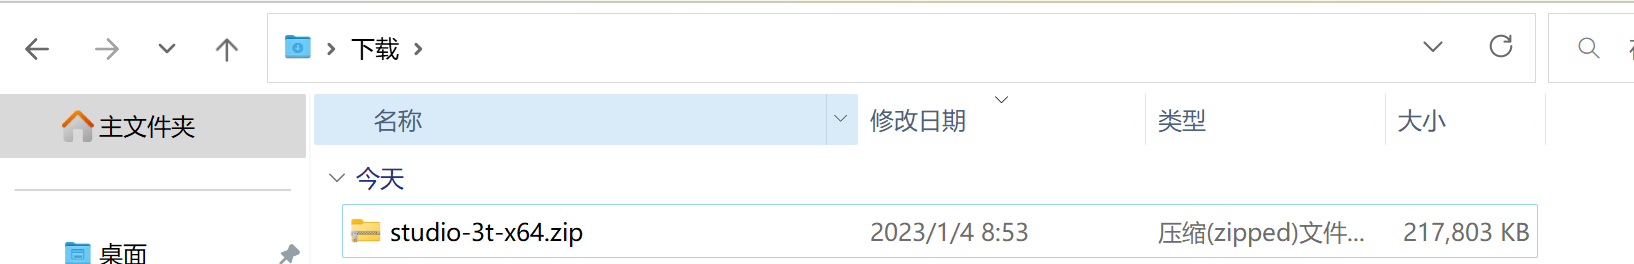 下载
主文件夹
名称 修改日期 类型 大小
今天
studio-3t-x64.zip 2023/1/4 8:53 压缩(zipped)文件... 217,803 KB
桌面